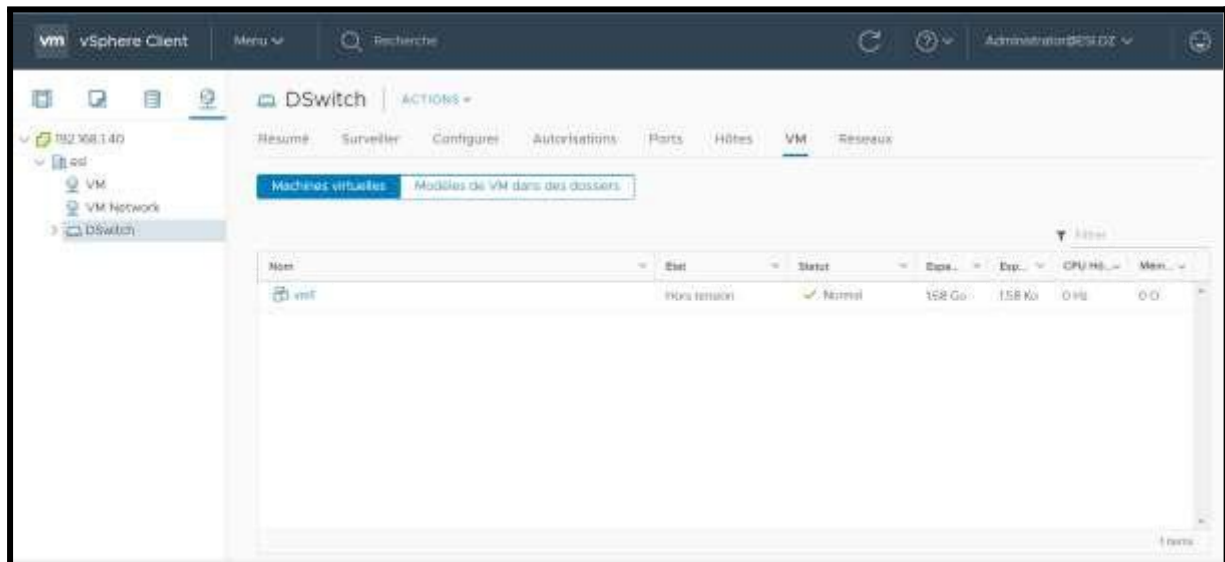 vm vSphere Client Menu Recherche Administrator@ESI.DZ
DSwitch ACTIONS
192.168.1.40
esi
VM
VM Network
DSwitch
Résumé Surveiller Configurer Autorisations Ports Hôtes VM Réseaux
Machines virtuelles Modèles de VM dans des dossiers
Filtrer
Nom État Statut Espa... Esp... CPU Hô... Mém...
Hors tension Normal 1.58 Go 1.58 Ko 0 Hz 0 O
1 items